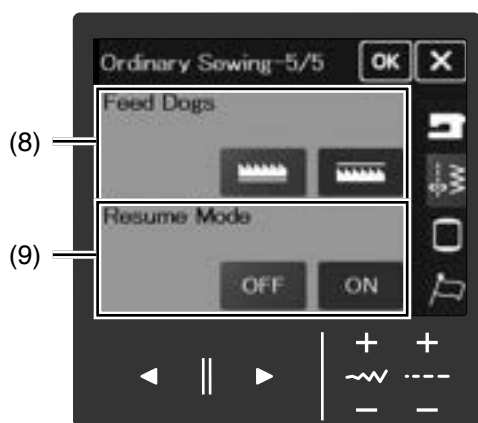 Ordinary Sewing-5/5 OK X
(8) Feed Dogs
(9) Resume Mode
OFF ON